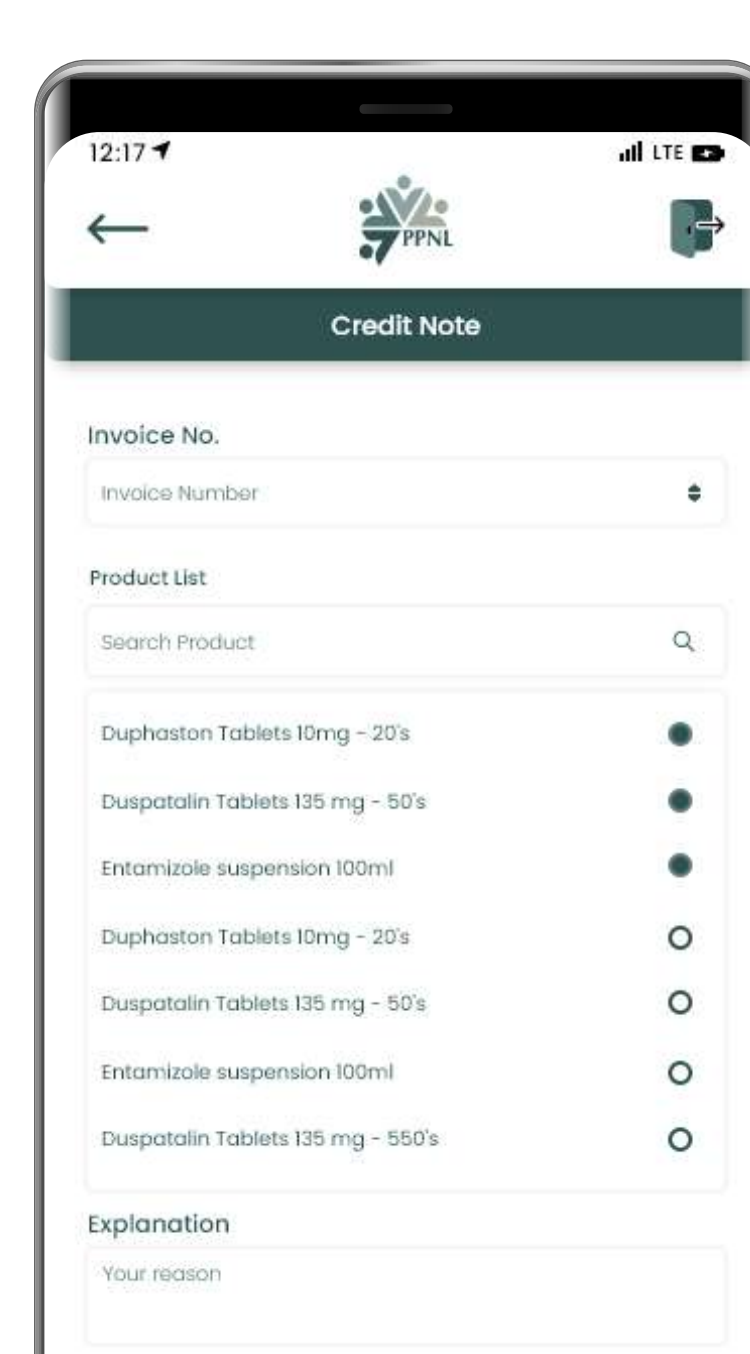 12:17
LTE
PPNL
Credit Note
Invoice No.
Invoice Number
Product List
Search Product
Duphaston Tablets 10mg - 20's
Duspatalin Tablets 135 mg - 50's
Entamizole suspension 100ml
Duphaston Tablets 10mg - 20's
Duspatalin Tablets 135 mg - 50's
Entamizole suspension 100ml
Duspatalin Tablets 135 mg - 550's
Explanation
Your reason